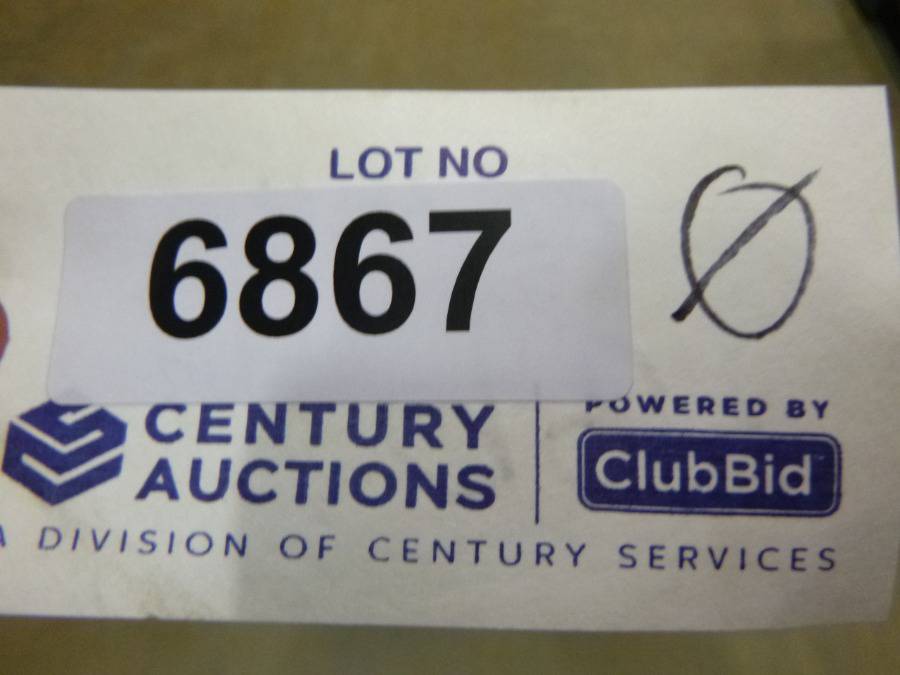 LOT NO
6867
Ø
CENTURY
AUCTIONS
POWERED BY
ClubBid
A DIVISION OF CENTURY SERVICES